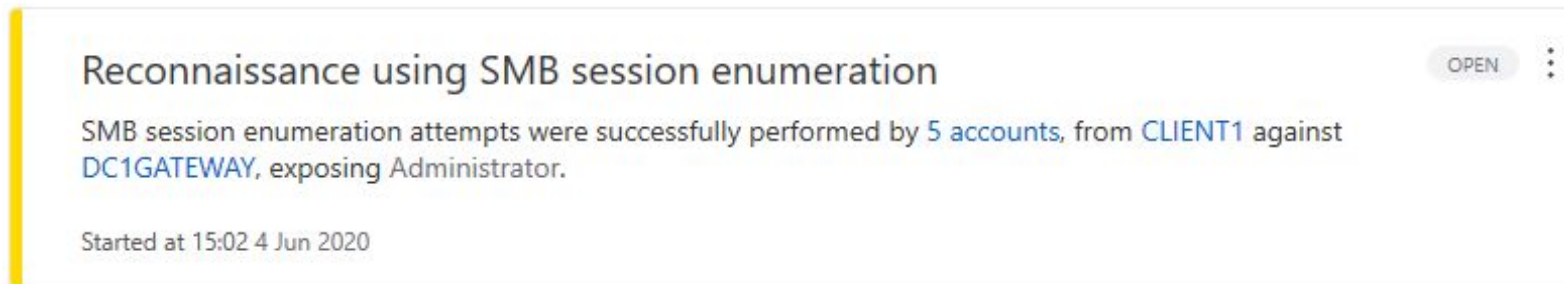 Reconnaissance using SMB session enumeration
OPEN
SMB session enumeration attempts were successfully performed by 5 accounts, from CLIENT1 against
DC1GATEWAY, exposing Administrator.
Started at 15:02 4 Jun 2020